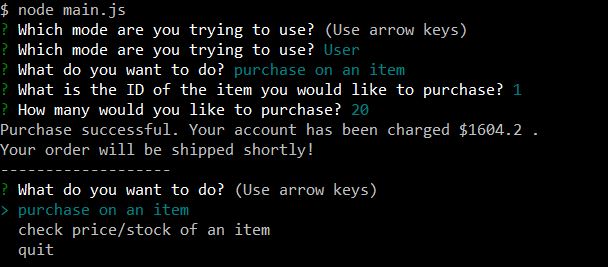 $ node main.js
? Which mode are you trying to use? (Use arrow keys)
? Which mode are you trying to use? User
? What do you want to do? purchase on an item
? What is the ID of the item you would like to purchase? 1
? How many would you like to purchase? 20
Purchase successful. Your account has been charged $1604.2 .
Your order will be shipped shortly!
-------------------
? What do you want to do? (Use arrow keys)
> purchase on an item
  check price/stock of an item
  quit